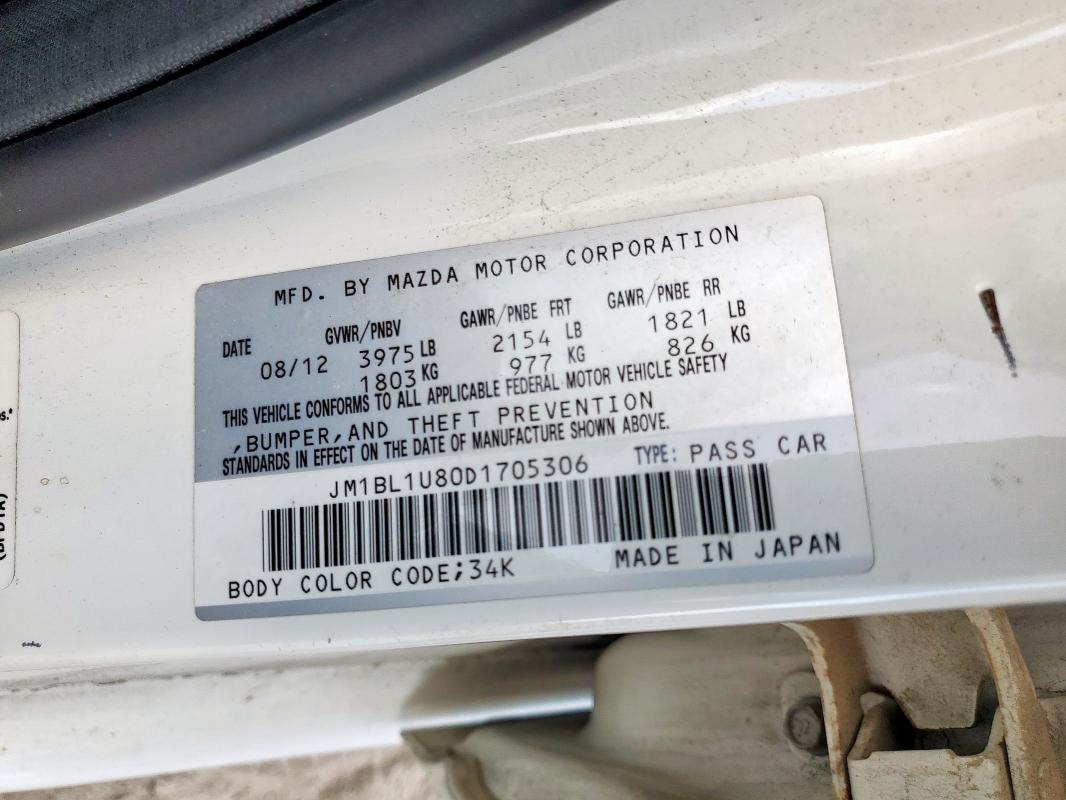 MFD. BY MAZDA MOTOR CORPORATION
DATE GVWR/PNBV GAWR/PNBE FRT GAWR/PNBE RR
08/12 3975 LB 2154 LB 1821 LB
1803 KG 977 KG 826 KG
THIS VEHICLE CONFORMS TO ALL APPLICABLE FEDERAL MOTOR VEHICLE SAFETY
,BUMPER,AND THEFT PREVENTION
STANDARDS IN EFFECT ON THE DATE OF MANUFACTURE SHOWN ABOVE.
JM1BL1U80D1705306 TYPE: PASS CAR
BODY COLOR CODE;34K MADE IN JAPAN